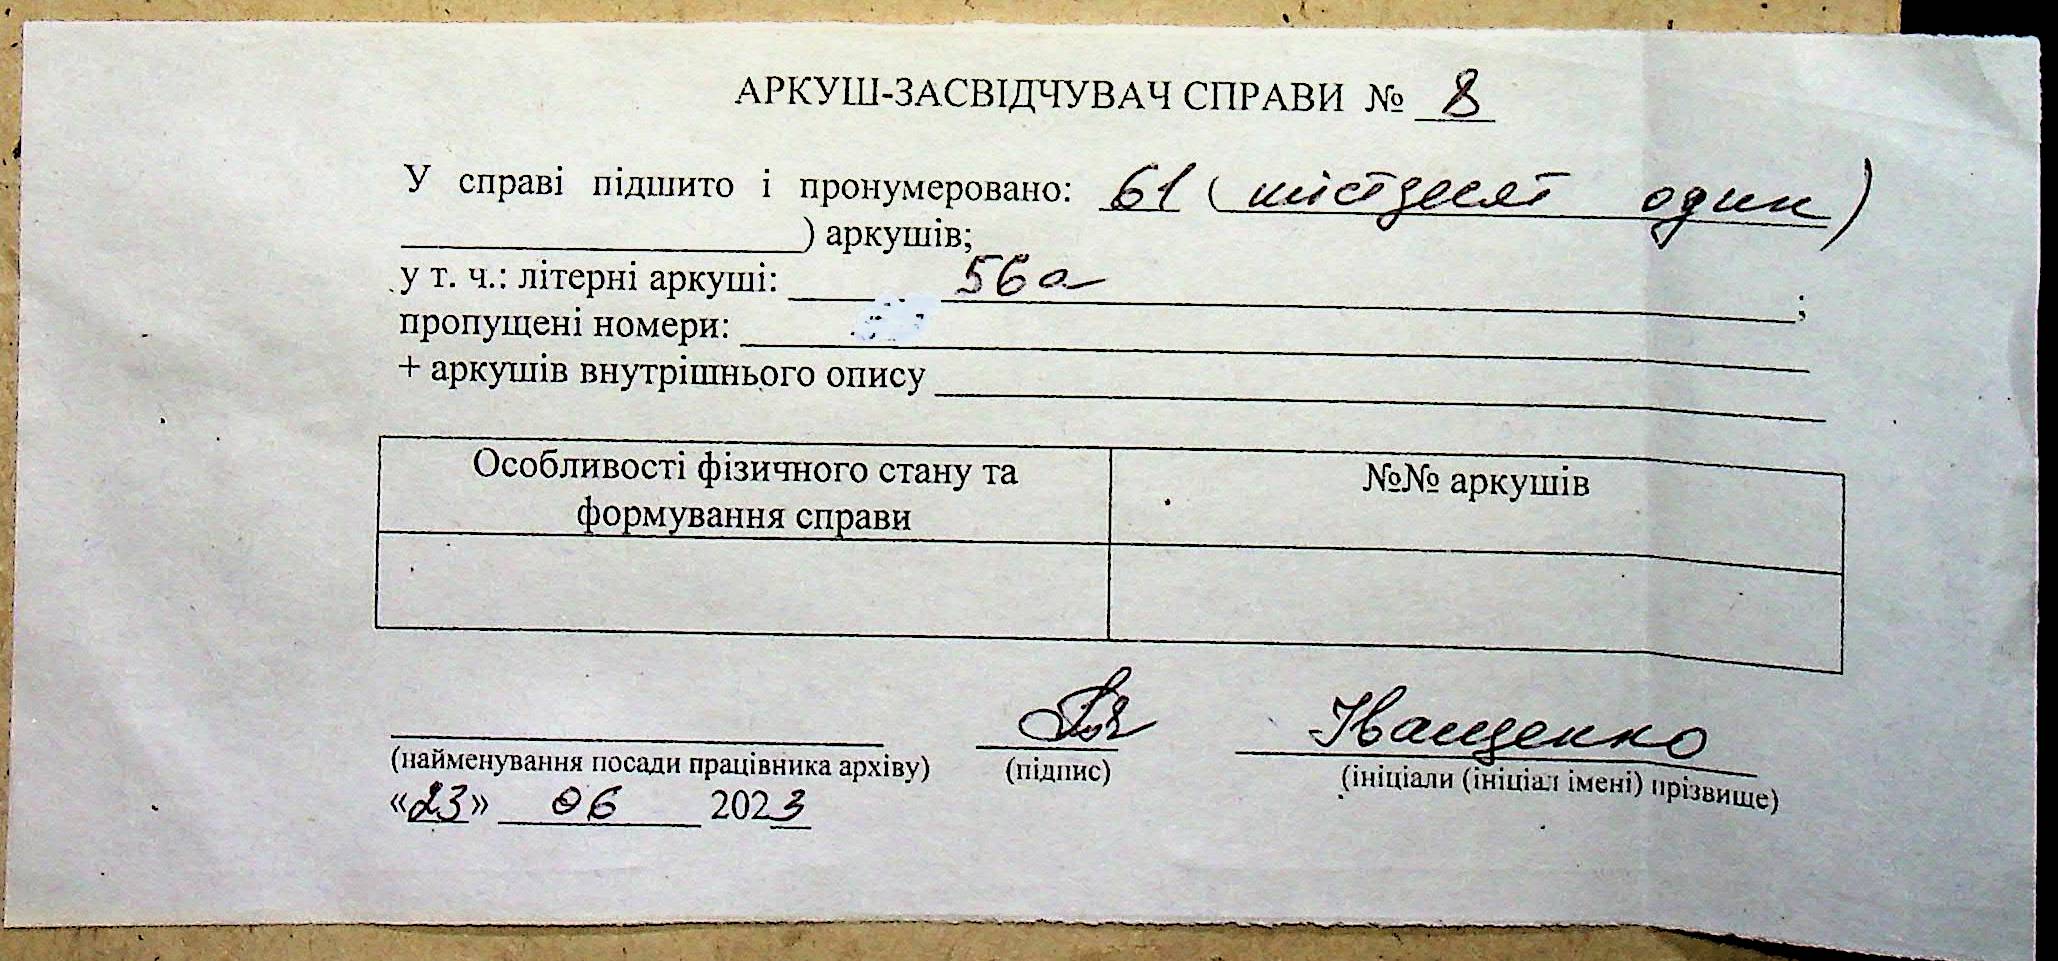 АРКУШ-ЗАСВІДЧУВАЧ СПРАВИ № 8
У справі підшито і пронумеровано: 61 (шістдесят один)
) аркушів;
у т. ч.: літерні аркуші: 56а ;
пропущені номери:
+ аркушів внутрішнього опису
Особливості фізичного стану та
формування справи
№№ аркушів
Іващенко
(найменування посади працівника архіву) (підпис) (ініціали (ініціал імені) прізвище)
«23» 06 2023